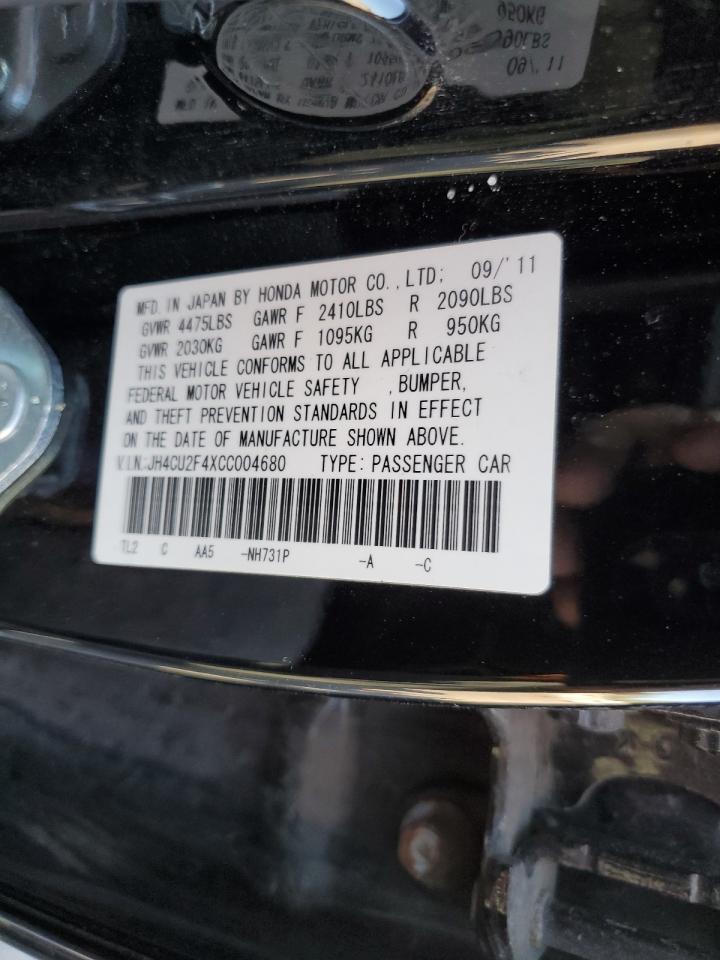 MFD. IN JAPAN BY HONDA MOTOR CO.,LTD; 09/'11
GVWR 4475LBS GAWR F 2410LBS R 2090LBS
GVWR 2030KG GAWR F 1095KG R 950KG
THIS VEHICLE CONFORMS TO ALL APPLICABLE
FEDERAL MOTOR VEHICLE SAFETY ,BUMPER,
AND THEFT PREVENTION STANDARDS IN EFFECT
ON THE DATE OF MANUFACTURE SHOWN ABOVE.
V.I.N:JH4CU2F4XCC004680 TYPE: PASSENGER CAR
TL2 C AA5 -NH731P -A -C